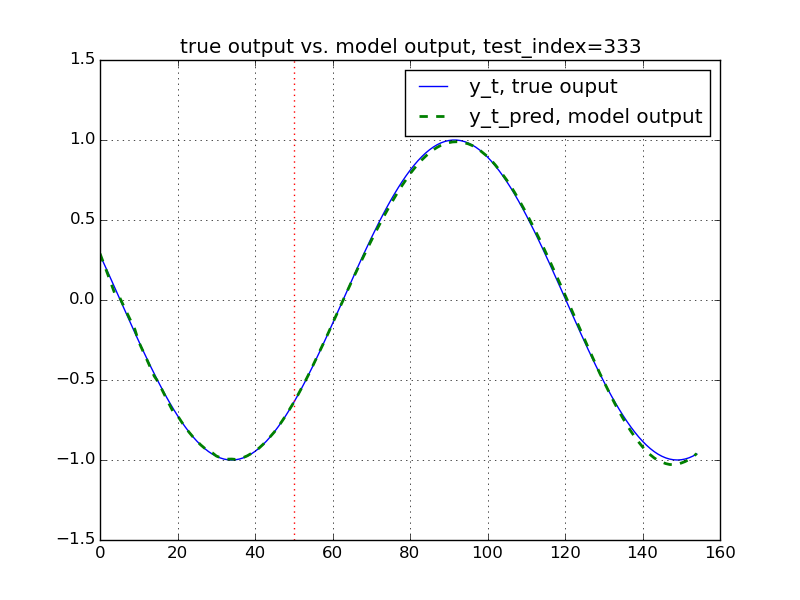 true output vs. model output, test_index=333
y_t, true ouput
y_t_pred, model output
1.5
1.0
0.5
0.0
−0.5
−1.0
−1.5
0 20 40 60 80 100 120 140 160